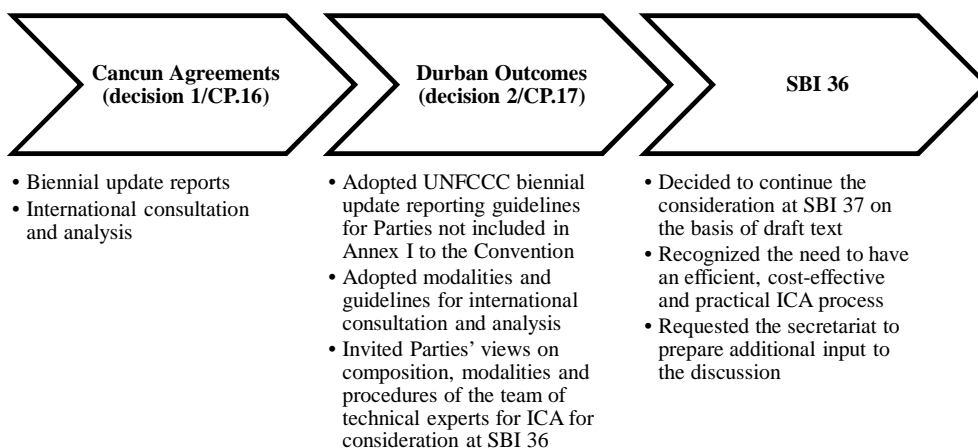 Cancun Agreements
(decision 1/CP.16)
• Biennial update reports
• International consultation
and analysis
Durban Outcomes
(decision 2/CP.17)
• Adopted UNFCCC biennial
update reporting guidelines
for Parties not included in
Annex I to the Convention
• Adopted modalities and
guidelines for international
consultation and analysis
• Invited Parties’ views on
composition, modalities and
procedures of the team of
technical experts for ICA for
consideration at SBI 36
SBI 36
• Decided to continue the
consideration at SBI 37 on
the basis of draft text
• Recognized the need to have
an efficient, cost-effective
and practical ICA process
• Requested the secretariat to
prepare additional input to
the discussion